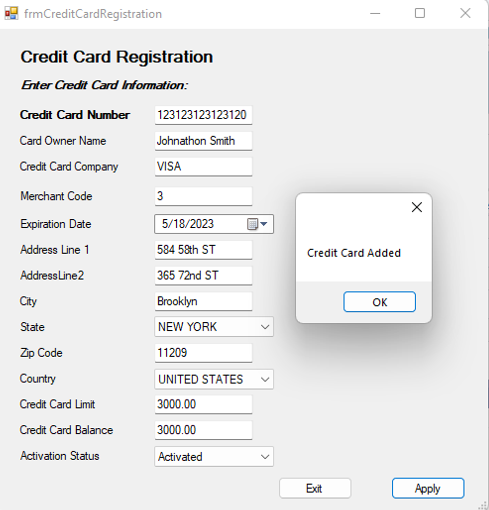 frmCreditCardRegistration
Credit Card Registration
Enter Credit Card Information:
Credit Card Number 123123123123120
Card Owner Name Johnathon Smith
Credit Card Company VISA
Merchant Code 3
Expiration Date 5/18/2023
Address Line 1 584 58th ST
AddressLine2 365 72nd ST
City Brooklyn
State NEW YORK
Zip Code 11209
Country UNITED STATES
Credit Card Limit 3000.00
Credit Card Balance 3000.00
Activation Status Activated
Exit Apply
Credit Card Added
OK